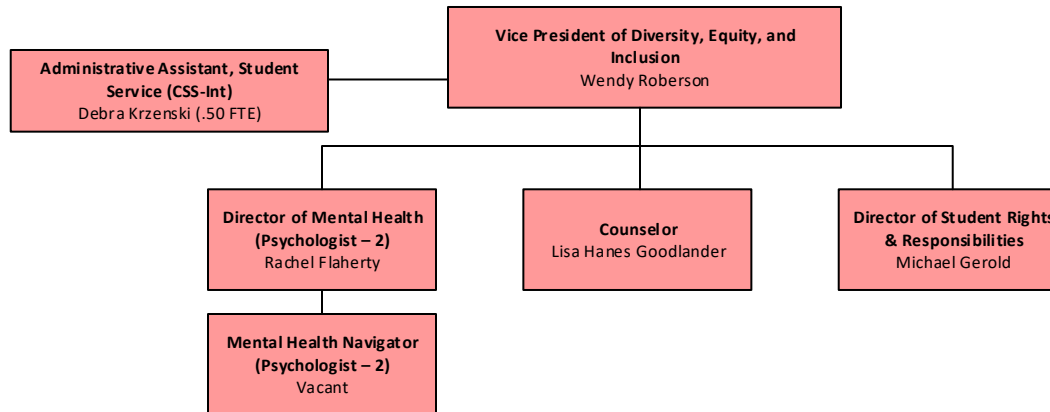 Vice President of Diversity, Equity, and
Inclusion
Wendy Roberson
Administrative Assistant, Student
Service (CSS-Int)
Debra Krzenski (.50 FTE)
Director of Mental Health
(Psychologist – 2)
Rachel Flaherty
Counselor
Lisa Hanes Goodlander
Director of Student Rights
& Responsibilities
Michael Gerold
Mental Health Navigator
(Psychologist – 2)
Vacant